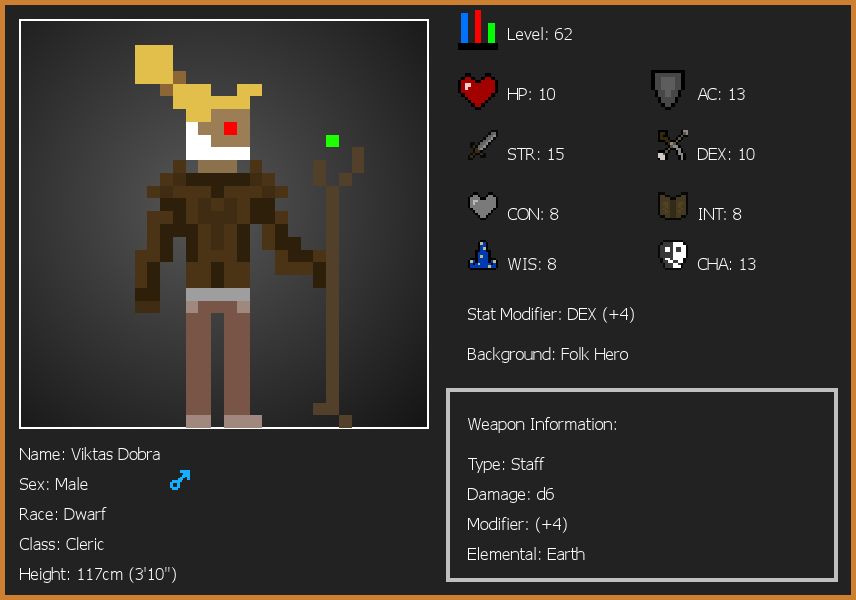 Level: 62
HP: 10
AC: 13
STR: 15
DEX: 10
CON: 8
INT: 8
WIS: 8
CHA: 13
Stat Modifier: DEX (+4)
Background: Folk Hero
Weapon Information:
Type: Staff
Damage: d6
Modifier: (+4)
Elemental: Earth
Name: Viktas Dobra
Sex: Male
Race: Dwarf
Class: Cleric
Height: 117cm (3'10")